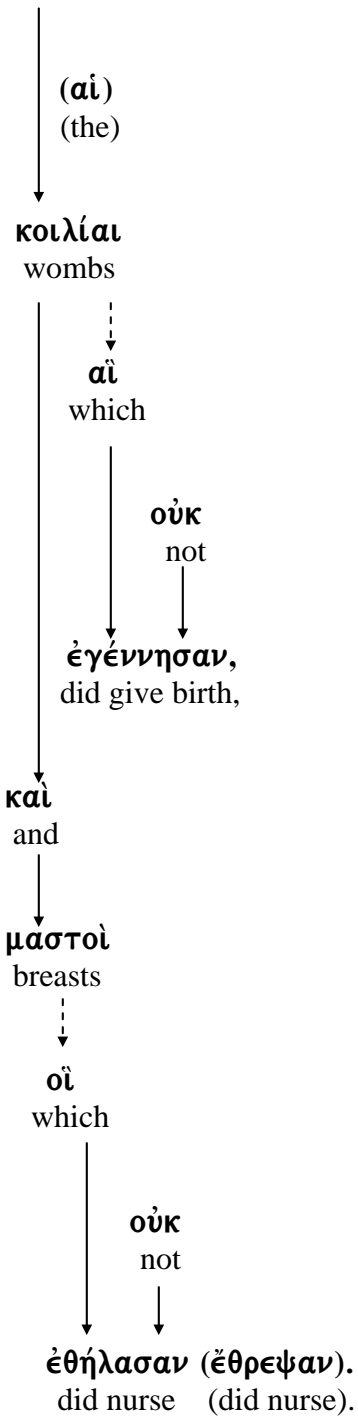 (αἱ)
(the)
κοιλίαι
wombs
αἳ
which
οὐκ
not
ἐγέννησαν,
did give birth,
καὶ
and
μαστοὶ
breasts
οἳ
which
οὐκ
not
ἐθήλασαν (ἔθρεψαν).
did nurse (did nurse).